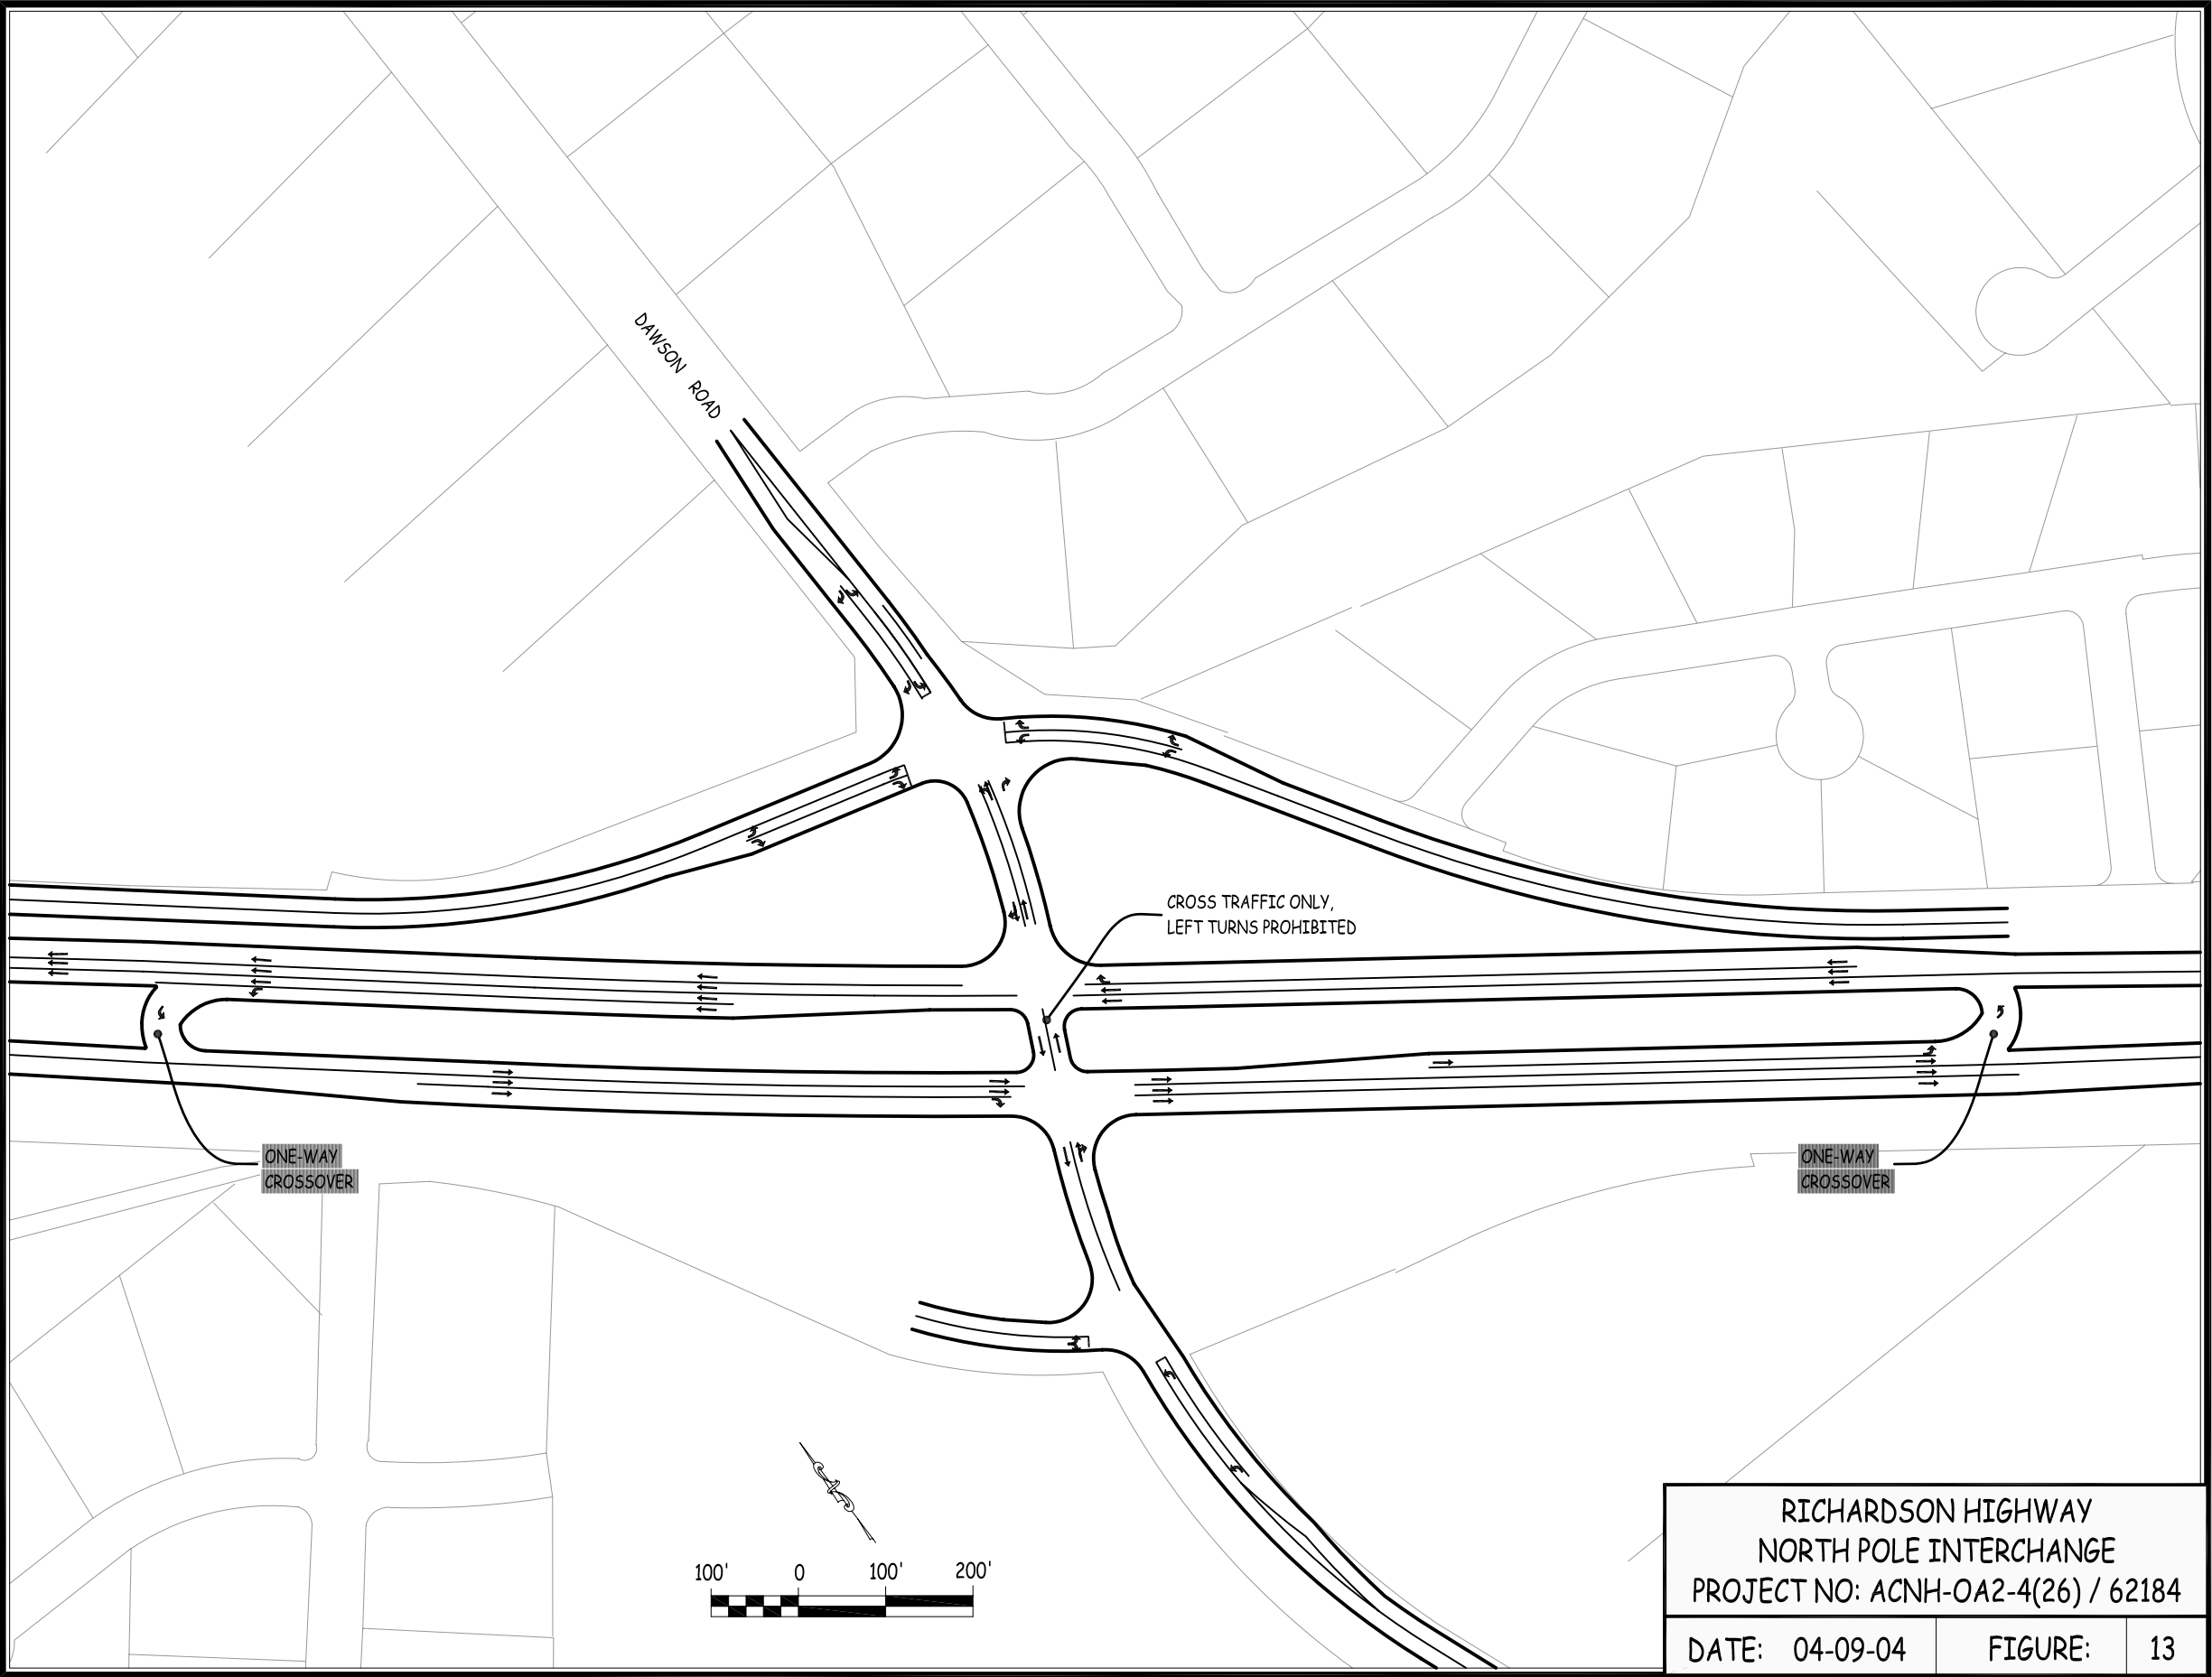 DAWSON ROAD
CROSS TRAFFIC ONLY,
LEFT TURNS PROHIBITED
ONE-WAY
CROSSOVER
ONE-WAY
CROSSOVER
100' 0 100' 200'
RICHARDSON HIGHWAY
NORTH POLE INTERCHANGE
PROJECT NO: ACNH-OA2-4(26) / 62184
DATE: 04-09-04 FIGURE: 13